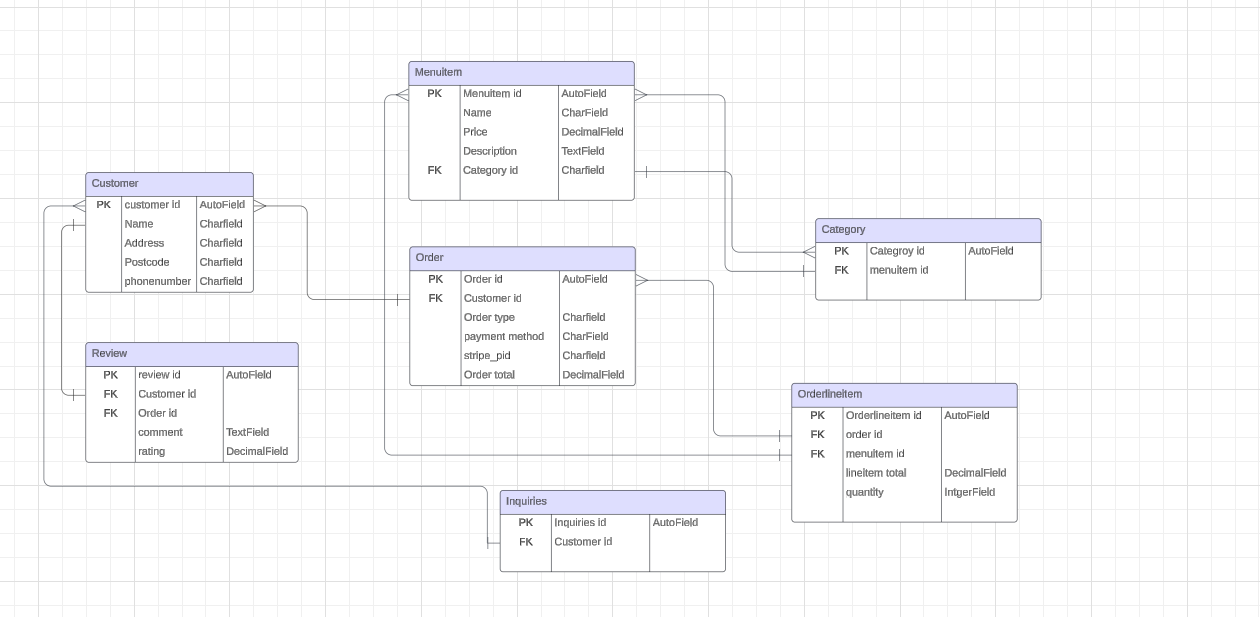 Menuitem
PK Menuitem id AutoField
Name CharField
Price DecimalField
Description TextField
FK Category id Charfield
Customer
PK customer id AutoField
Name Charfield
Address Charfield
Postcode Charfield
phonenumber Charfield
Category
PK Categroy id AutoField
FK menuitem id
Order
PK Order id AutoField
FK Customer id
Order type Charfield
payment method CharField
stripe_pid Charfield
Order total DecimalField
Review
PK review id AutoField
FK Customer id
FK Order id
comment TextField
rating DecimalField
Orderlineitem
PK Orderlineitem id AutoField
FK order id
FK menuitem id
lineitem total DecimalField
quantity IntgerField
Inquiries
PK Inquiries id AutoField
FK Customer id